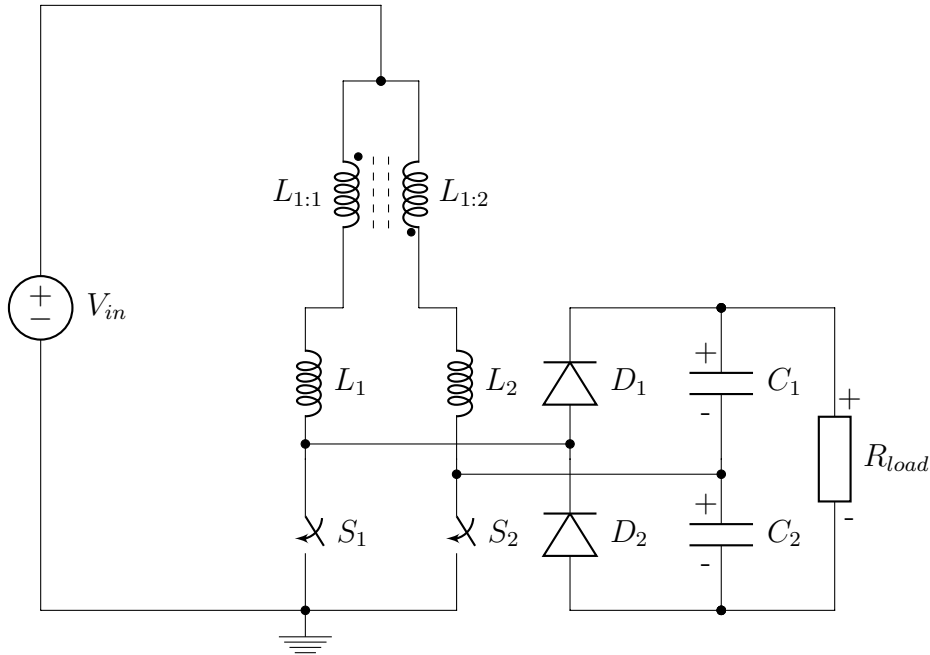 L1:1
L1:2
+
−
Vin
L1
L2
D1
+
-
C1
+
-
Rload
S1
S2
D2
+
-
C2